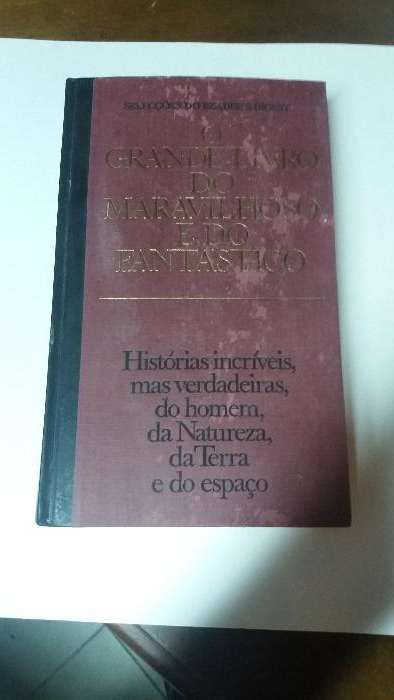 SELECÇÕES DO READER'S DIGEST
O
GRANDE LIVRO
DO
MARAVILHOSO
E DO
FANTÁSTICO
Histórias incríveis,
mas verdadeiras,
do homem,
da Natureza,
da Terra
e do espaço